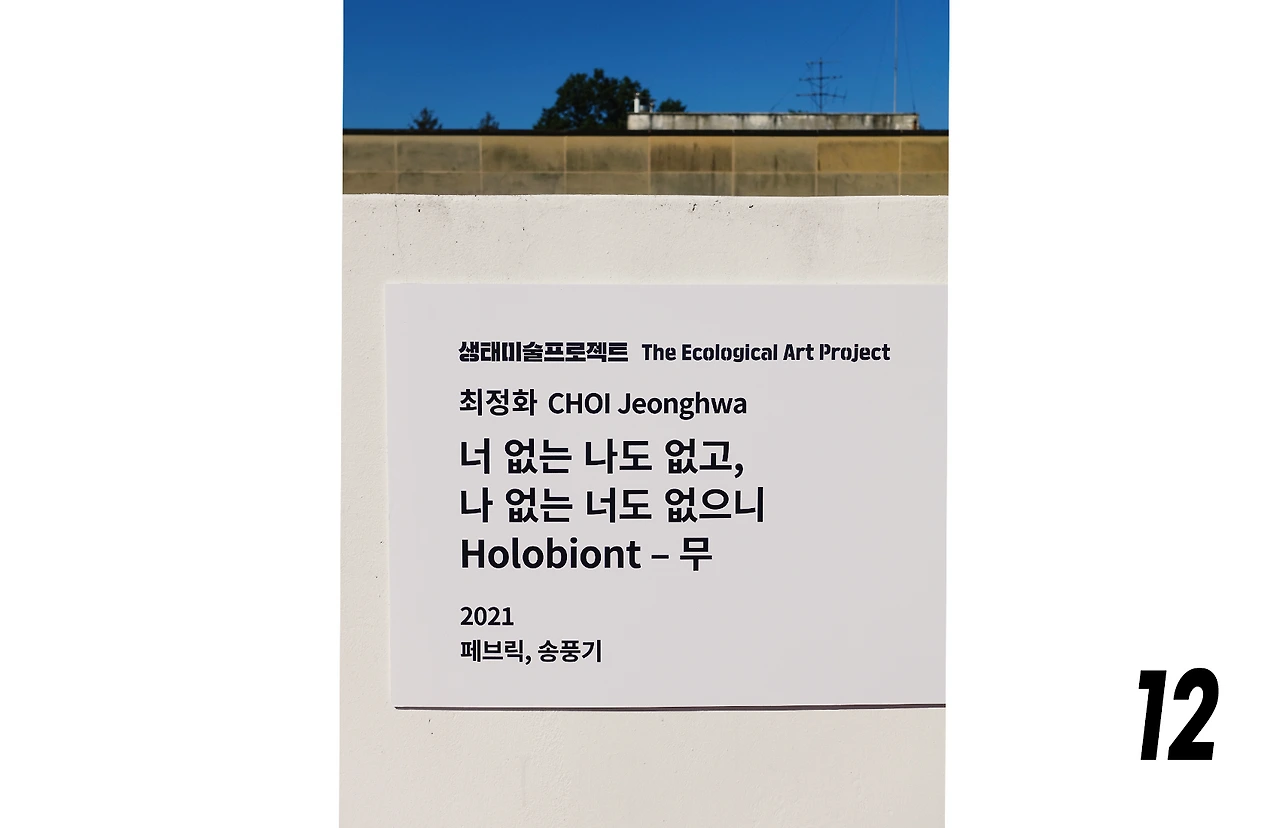 생태미술프로젝트 The Ecological Art Project
최정화 CHOI Jeonghwa
너 없는 나도 없고,
나 없는 너도 없으니
Holobiont – 무
2021
페브릭, 송풍기
12